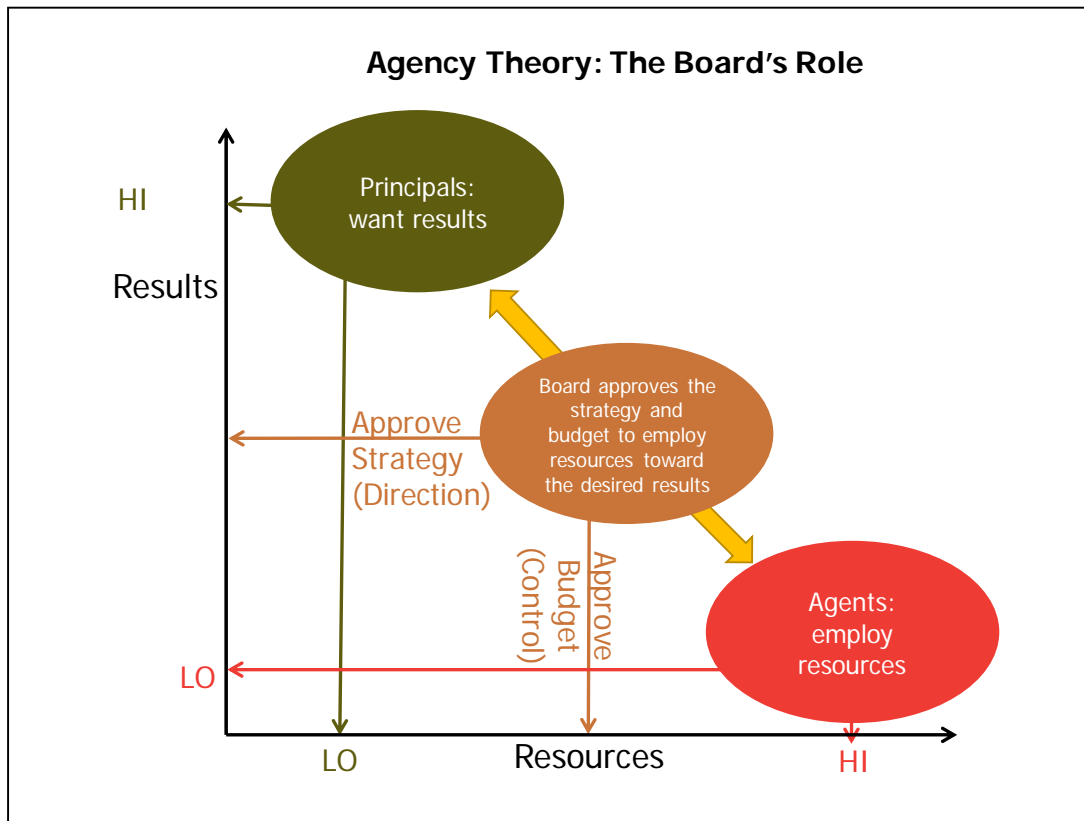 Agency Theory: The Board's Role
Principals:
want results
HI
Results
Board approves the
strategy and
budget to employ
resources toward
the desired results
Approve
Strategy
(Direction)
Approve
Budget
(Control)
Agents:
employ
resources
LO
LO
Resources
HI